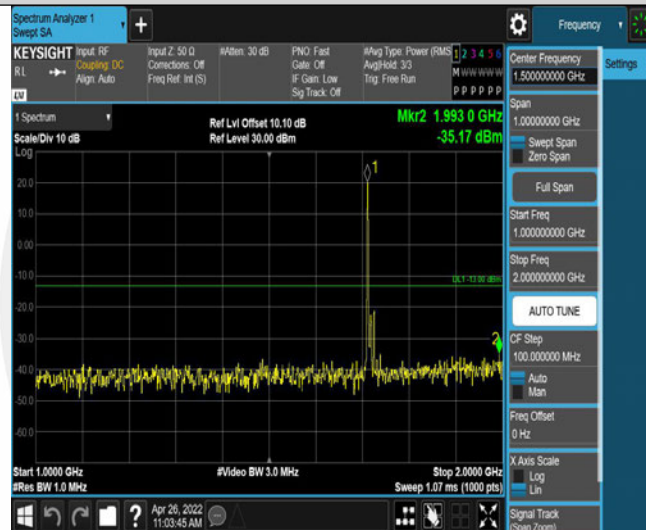 Spectrum Analyzer 1
Swept SA
Frequency
KEYSIGHT
RL
Input: RF
Coupling: DC
Align: Auto
Input Z: 50 Ω
Corrections: Off
Freq Ref: Int (S)
#Atten: 30 dB
PNO: Fast
Gate: Off
IF Gain: Low
Sig Track: Off
#Avg Type: Power (RMS
Avg|Hold: 3/3
Trig: Free Run
1 2 3 4 5 6
M W W W W W
P P P P P P
LXI
1 Spectrum
Scale/Div 10 dB
Log
Ref Lvl Offset 10.10 dB
Ref Level 30.00 dBm
Mkr2 1.993 0 GHz
-35.17 dBm
1
20.0
10.0
0.00
-10.0
DL1 -13.00 dBm
-20.0
-30.0
2
-40.0
-50.0
-60.0
Start 1.0000 GHz
#Res BW 1.0 MHz
#Video BW 3.0 MHz
Stop 2.0000 GHz
Sweep 1.07 ms (1000 pts)
?
Apr 26, 2022
11:03:45 AM
Center Frequency
1.500000000 GHz
Settings
Span
1.00000000 GHz
Swept Span
Zero Span
Full Span
Start Freq
1.000000000 GHz
Stop Freq
2.000000000 GHz
AUTO TUNE
CF Step
100.000000 MHz
Auto
Man
Freq Offset
0 Hz
X Axis Scale
Log
Lin
Signal Track
(Span Zoom)